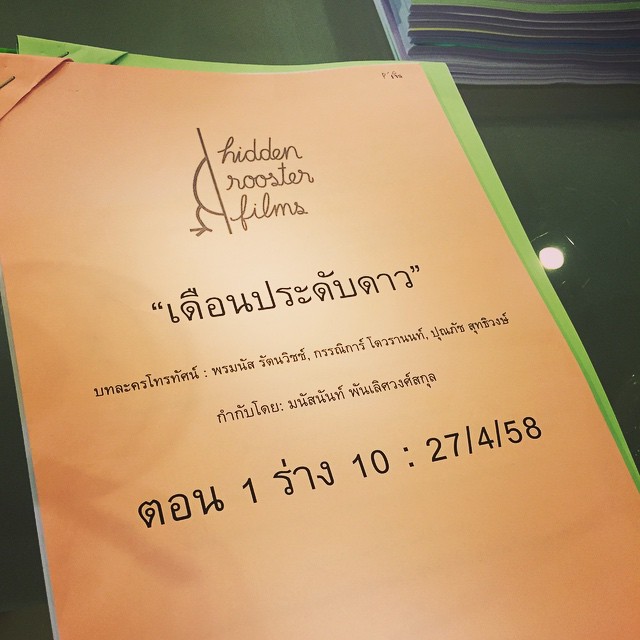 hidden
rooster
films
“เดือนประดับดาว”
บทละครโทรทัศน์ : พรมนัส รัตนวิชช์, กรรณิการ์ โตวรานนท์, ปุณภัช สุทธิวงษ์
กำกับโดย: มนัสนันท์ พันเลิศวงศ์สกุล
ตอน 1 ร่าง 10 : 27/4/58